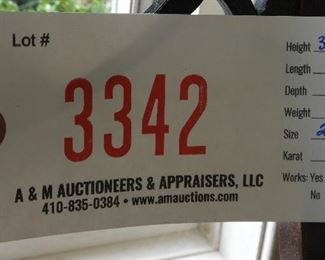 Lot #
3342
A & M AUCTIONEERS & APPRAISERS, LLC
410-835-0384 • www.amauctions.com
Height 3
Length
Depth
Weight
Size
Karat
Works: Yes
No